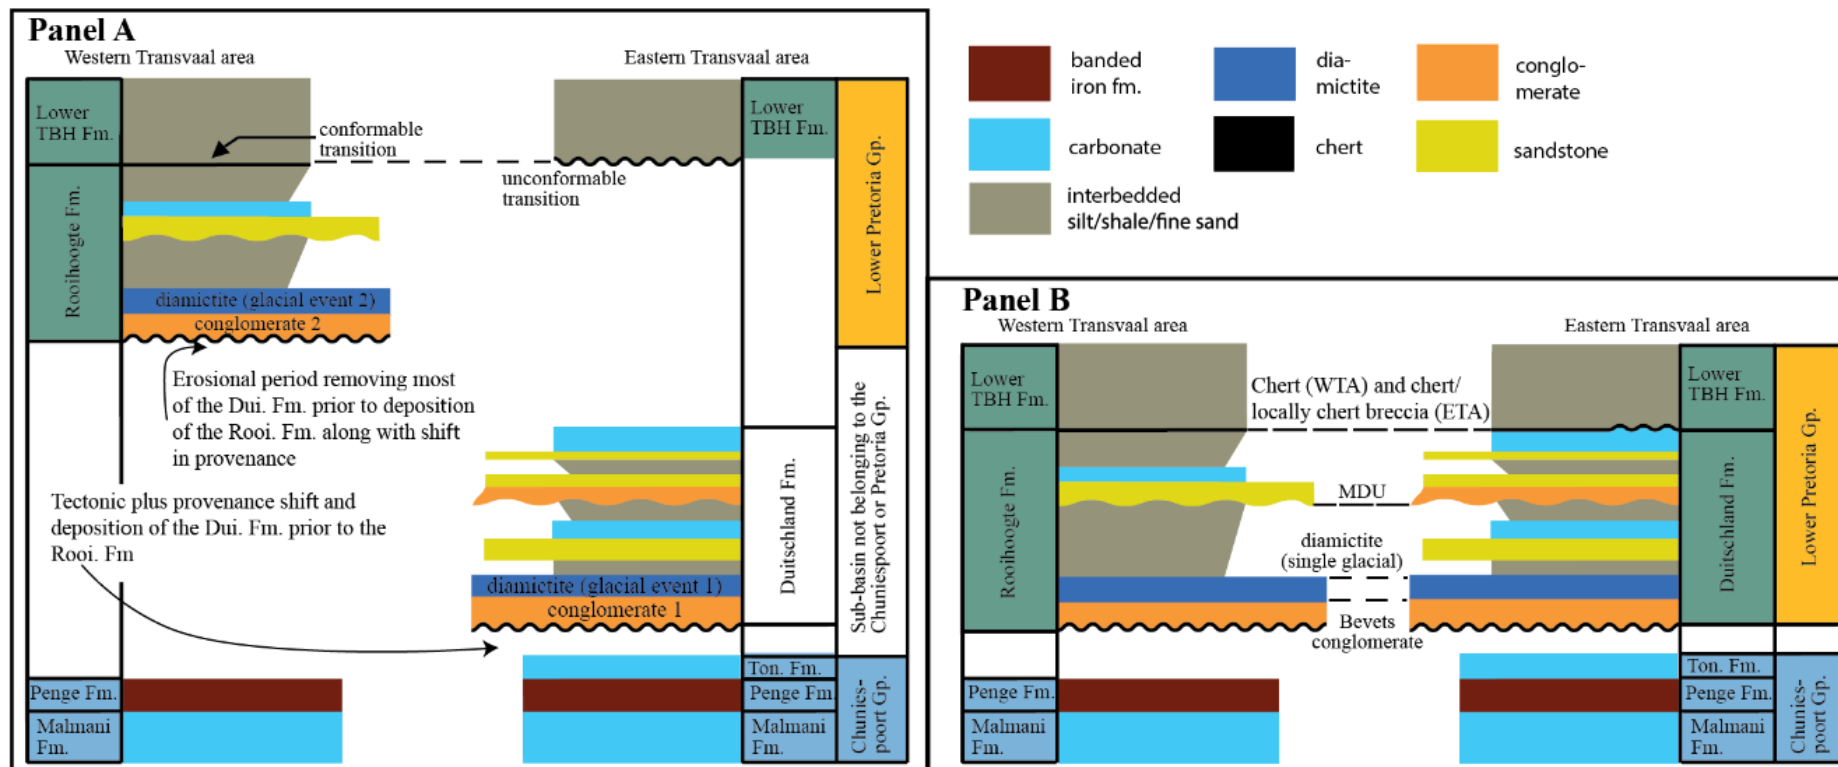 Panel A
Western Transvaal area
Eastern Transvaal area
Lower
TBH Fm.
conformable
transition
unconformable
transition
Lower
TBH Fm.
Lower Pretoria Gp.
Rooihoogte Fm.
diamictite (glacial event 2)
conglomerate 2
Erosional period removing most
of the Dui. Fm. prior to deposition
of the Rooi. Fm. along with shift
in provenance
Tectonic plus provenance shift and
deposition of the Dui. Fm. prior to the
Rooi. Fm
diamictite (glacial event 1)
conglomerate 1
Duitschland Fm.
Sub-basin not belonging to the
Chuniespoort or Pretoria Gp.
Ton. Fm.
Penge Fm.
Penge Fm.
Malmani
Fm.
Malmani
Fm.
Chunies-
poort Gp.
banded
iron fm.
dia-
mictite
conglo-
merate
carbonate
chert
sandstone
interbedded
silt/shale/fine sand
Panel B
Western Transvaal area
Eastern Transvaal area
Lower
TBH Fm.
Chert (WTA) and chert/
locally chert breccia (ETA)
Lower
TBH Fm.
Lower Pretoria Gp.
Rooihoogte Fm.
MDU
diamictite
(single glacial)
Bevets
conglomerate
Duitschland Fm.
Ton. Fm.
Penge Fm.
Penge Fm.
Malmani
Fm.
Malmani
Fm.
Chunies-
poort Gp.